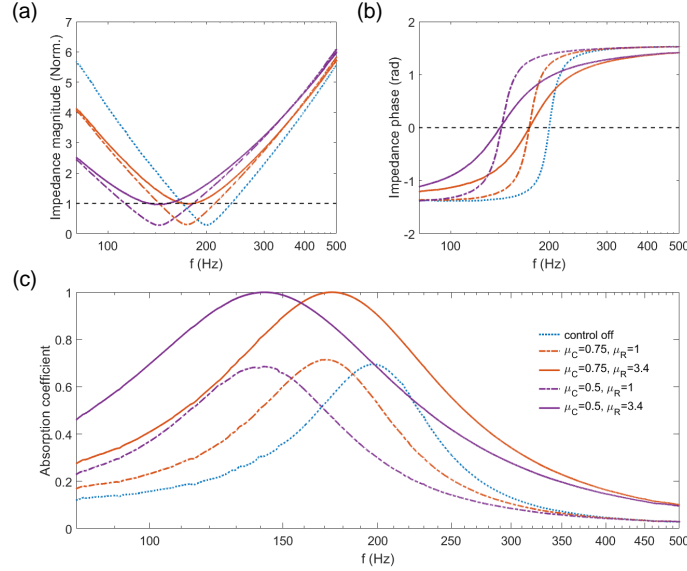 (a)
(b)
7
6
5
4
3
2
1
0
Impedance magnitude (Norm.)
100
200
300
400
500
f (Hz)
2
1
0
-1
-2
Impedance phase (rad)
100
200
300
400
500
f (Hz)
(c)
1
0.8
0.6
0.4
0.2
0
Absorption coefficient
control off
μC=0.75, μR=1
μC=0.75, μR=3.4
μC=0.5, μR=1
μC=0.5, μR=3.4
100
150
200
250
300
350
400
450
500
f (Hz)